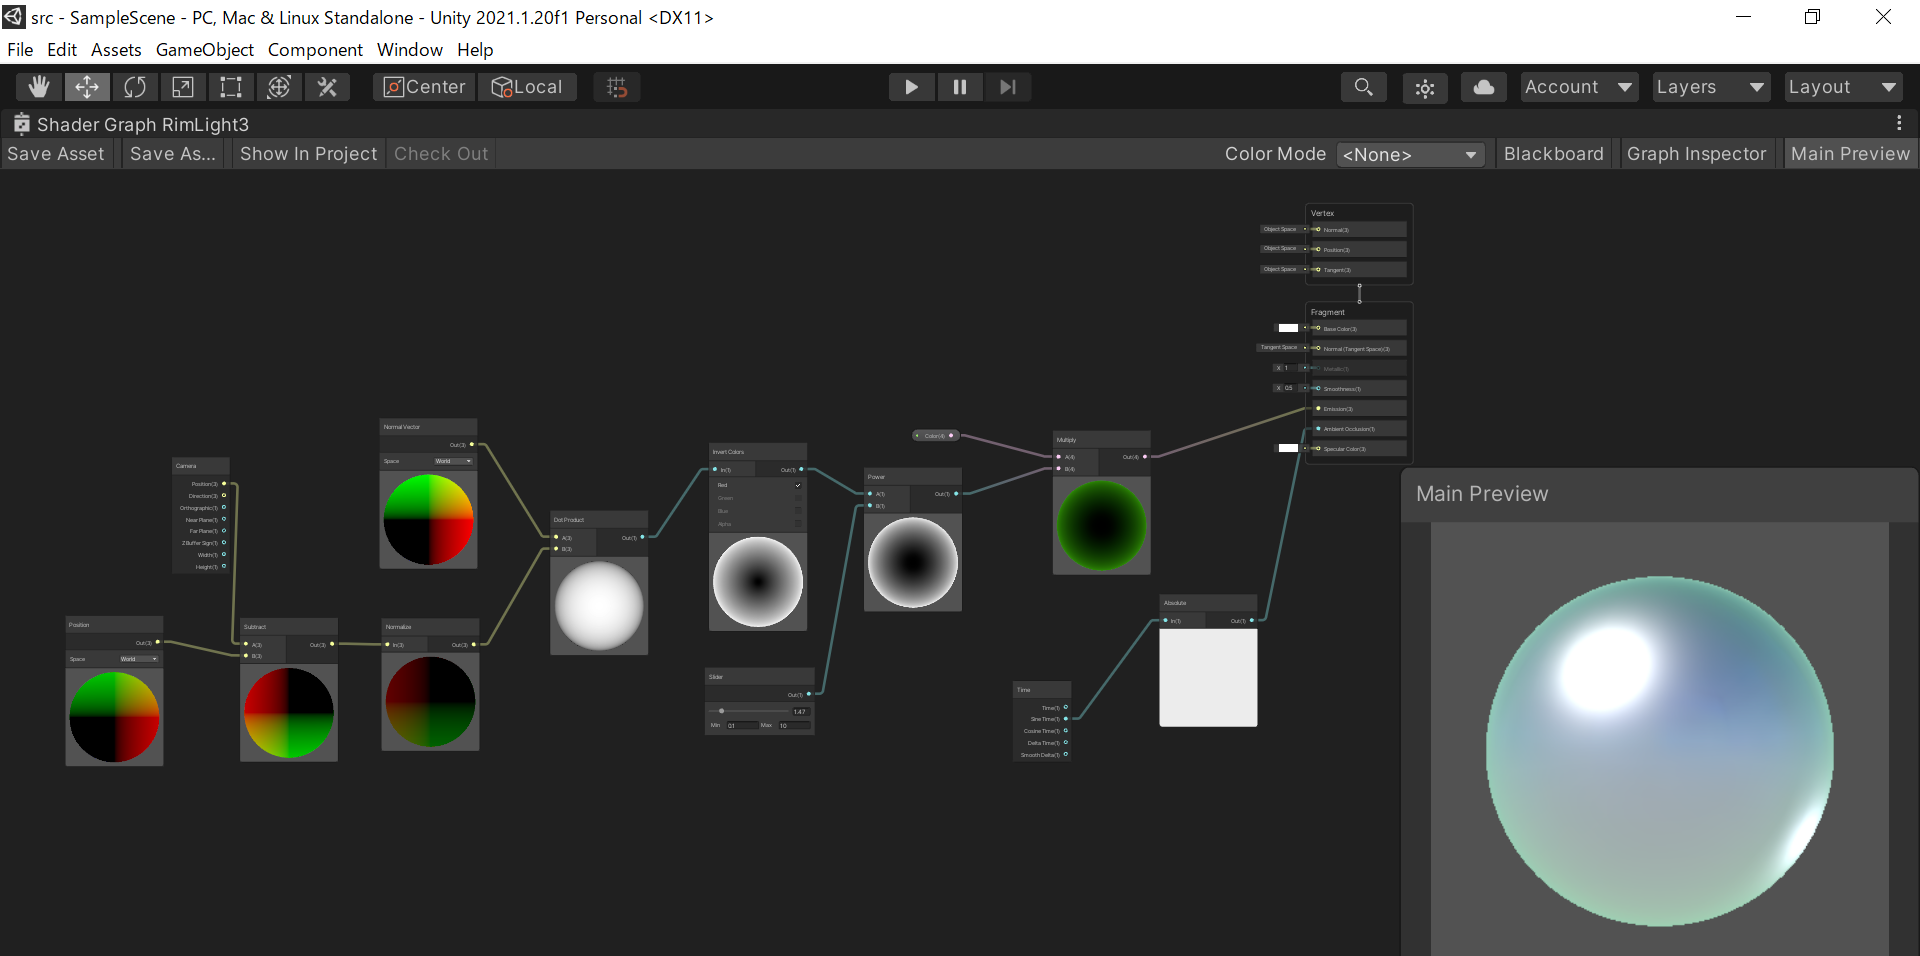 src - SampleScene - PC, Mac & Linux Standalone - Unity 2021.1.20f1 Personal <DX11>
File Edit Assets GameObject Component Window Help
Center Local Account Layers Layout
Shader Graph RimLight3
Save Asset Save As... Show In Project Check Out Color Mode <None> Blackboard Graph Inspector Main Preview
Vertex
Object Space Normal(3)
Object Space Position(3)
Object Space Tangent(3)
Fragment
Base Color(3)
Tangent Space Normal (Tangent Space)(3)
X 1 Metallic(1)
X 0.5 Smoothness(1)
Emission(3)
Ambient Occlusion(1)
Specular Color(3)
Normal Vector
Out(3)
Space World
Camera
Position(3)
Direction(3)
Orthographic(1)
Near Plane(1)
Far Plane(1)
Z Buffer Sign(1)
Width(1)
Height(1)
Position
Out(3)
Space World
Subtract
A(3) Out(3)
B(3)
Normalize
In(3) Out(3)
Dot Product
A(3) Out(1)
B(3)
Invert Colors
In(1) Out(1)
Red
Green
Blue
Alpha
Slider
Out(1)
1.47
Min 0.1 Max 10
Power
A(1) Out(1)
B(1)
Color(4)
Multiply
A(4) Out(4)
B(4)
Time
Time(1)
Sine Time(1)
Cosine Time(1)
Delta Time(1)
Smooth Delta(1)
Absolute
In(1) Out(1)
Main Preview